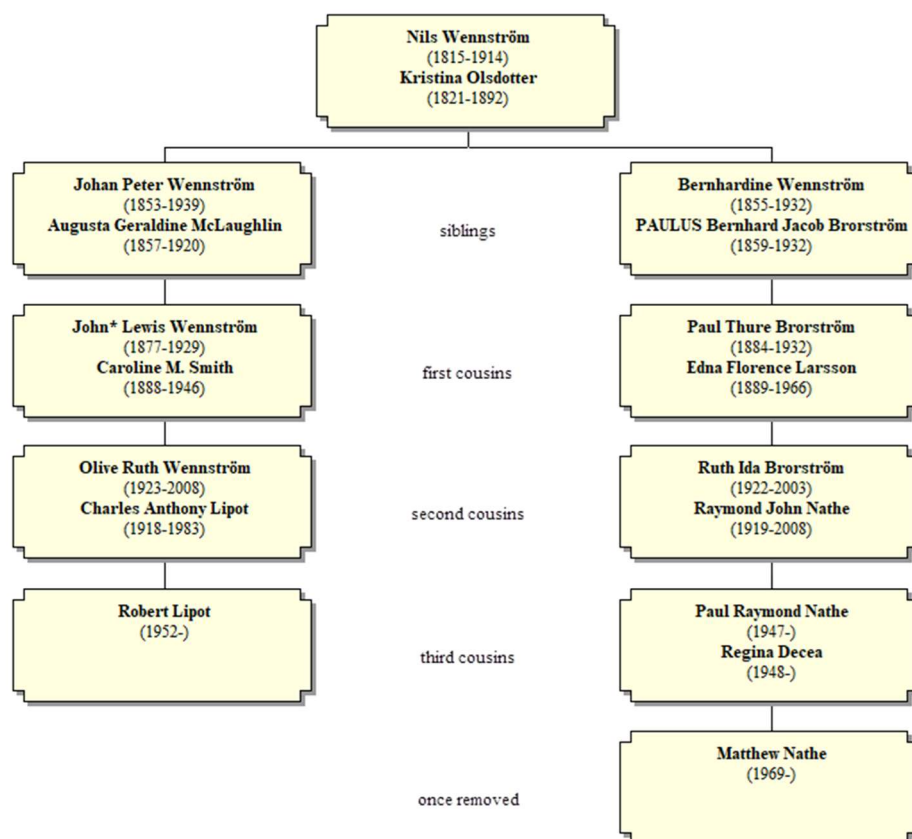 Nils Wennström
(1815-1914)
Kristina Olsdotter
(1821-1892)
Johan Peter Wennström
(1853-1939)
Augusta Geraldine McLaughlin
(1857-1920)
siblings
Bernhardine Wennström
(1855-1932)
PAULUS Bernhard Jacob Brorström
(1859-1932)
John* Lewis Wennström
(1877-1929)
Caroline M. Smith
(1888-1946)
first cousins
Paul Thure Brorström
(1884-1932)
Edna Florence Larsson
(1889-1966)
Olive Ruth Wennström
(1923-2008)
Charles Anthony Lipot
(1918-1983)
second cousins
Ruth Ida Brorström
(1922-2003)
Raymond John Nathe
(1919-2008)
Robert Lipot
(1952-)
third cousins
Paul Raymond Nathe
(1947-)
Regina Decea
(1948-)
once removed
Matthew Nathe
(1969-)